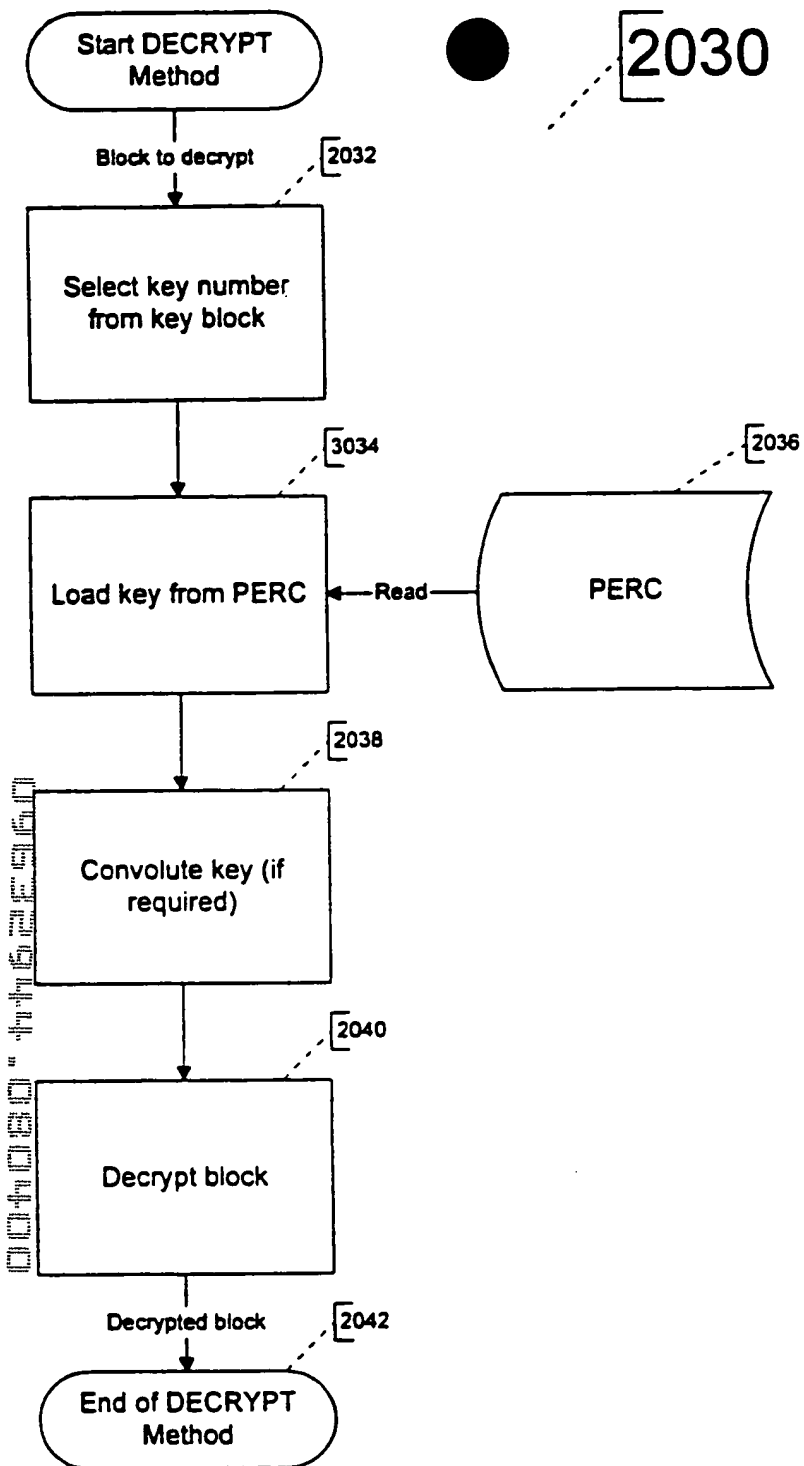 Start DECRYPT
Method
2030
Block to decrypt
2032
Select key number
from key block
3034
2036
Load key from PERC
Read
PERC
2038
Convolute key (if
required)
2040
Decrypt block
Decrypted block
2042
End of DECRYPT
Method